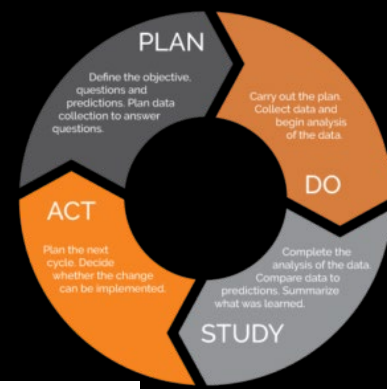 PLAN
Define the objective,
questions and
predictions. Plan data
collection to answer
questions.
Carry out the plan.
Collect data and
begin analysis
of the data.
DO
Complete the
analysis of the data.
Compare data to
predictions. Summarize
what was learned.
STUDY
ACT
Plan the next
cycle. Decide
whether the change
can be implemented.